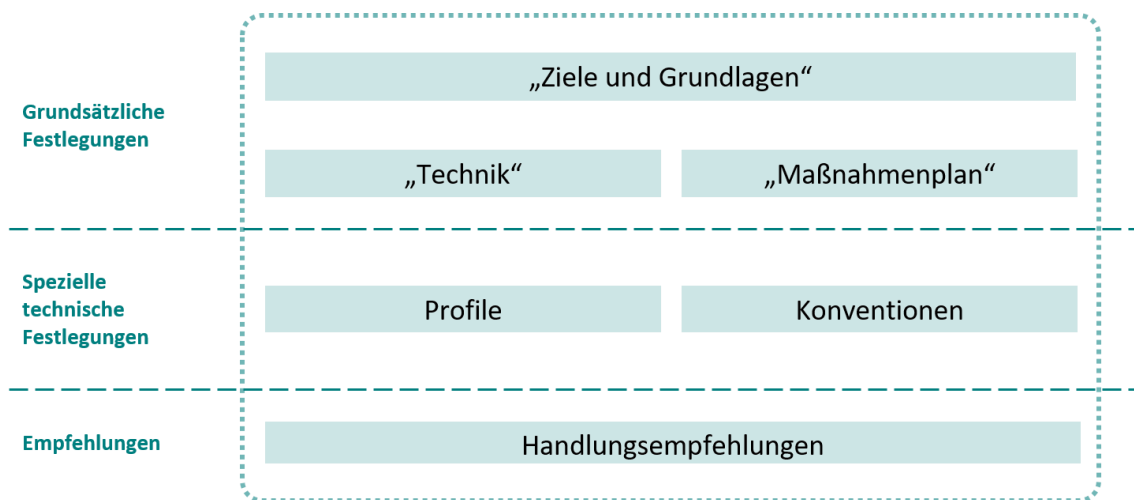 „Ziele und Grundlagen“
Grundsätzliche
Festlegungen
„Technik“
„Maßnahmenplan“
Spezielle
technische
Festlegungen
Profile
Konventionen
Empfehlungen
Handlungsempfehlungen